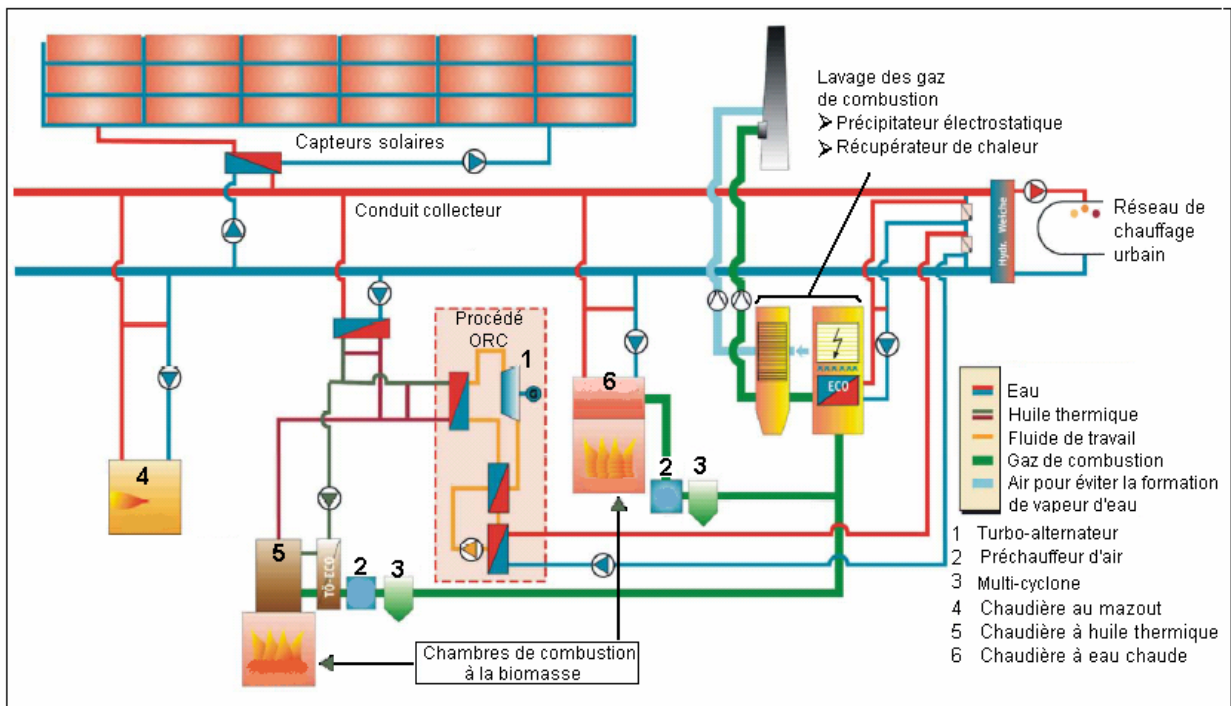 Lavage des gaz
de combustion
➢ Précipitateur électrostatique
➢ Récupérateur de chaleur
Capteurs solaires
Conduit collecteur
Hydr. Weiche
Réseau de
chauffage
urbain
Procédé
ORC
1
G
6
ECO
4
5
TÖ-ECO
2
3
2
3
Chambres de combustion
à la biomasse
Eau
Huile thermique
Fluide de travail
Gaz de combustion
Air pour éviter la formation
de vapeur d'eau
1 Turbo-alternateur
2 Préchauffeur d'air
3 Multi-cyclone
4 Chaudière au mazout
5 Chaudière à huile thermique
6 Chaudière à eau chaude